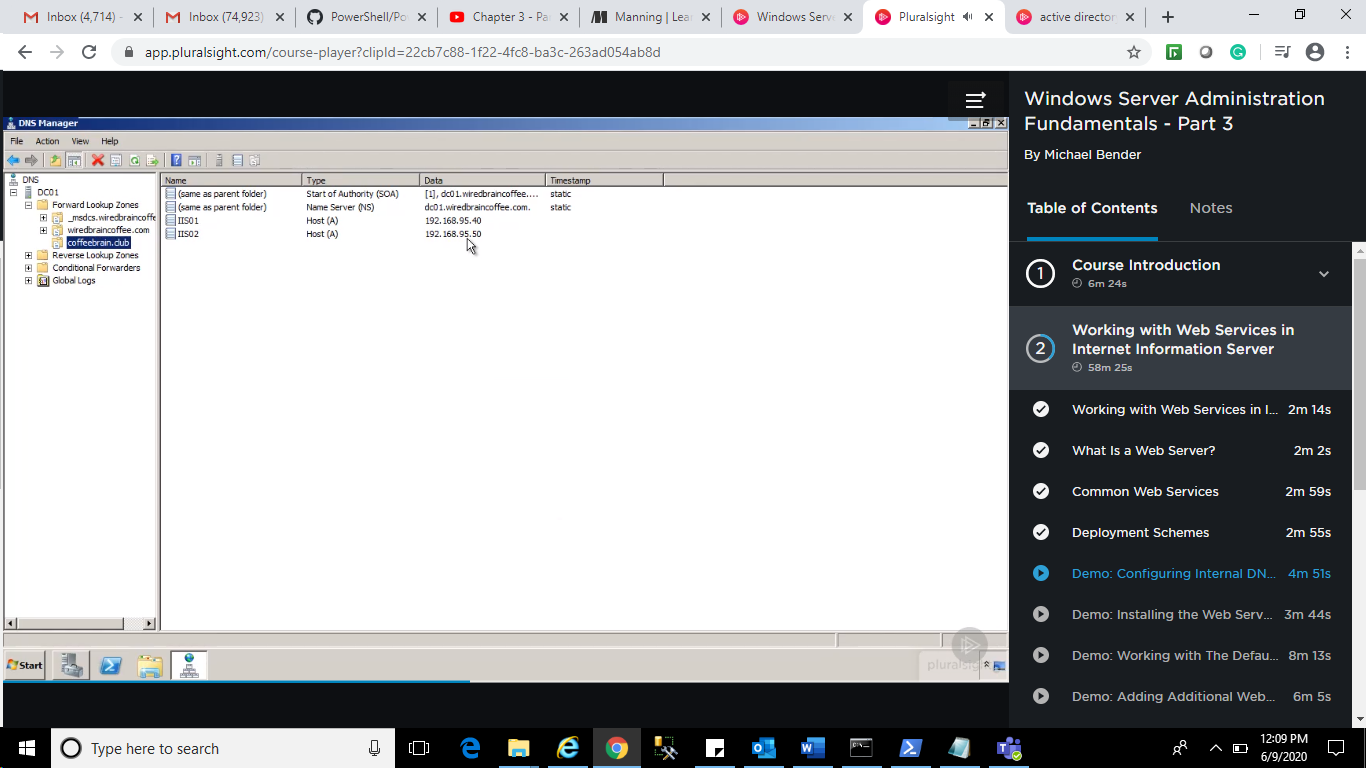 Inbox (4,714) -
Inbox (74,923)
PowerShell/Po
Chapter 3 - Pa
Manning | Lea
Windows Serv
Pluralsight
active director
app.pluralsight.com/course-player?clipId=22cb7c88-1f22-4fc8-ba3c-263ad054ab8d
DNS Manager
File Action View Help
DNS
DC01
Forward Lookup Zones
_msdcs.wiredbraincoffe
wiredbraincoffee.com
coffeebrain.club
Reverse Lookup Zones
Conditional Forwarders
Global Logs
Name Type Data Timestamp
(same as parent folder) Start of Authority (SOA) [1], dc01.wiredbraincoffee.... static
(same as parent folder) Name Server (NS) dc01.wiredbraincoffee.com. static
IIS01 Host (A) 192.168.95.40
IIS02 Host (A) 192.168.95.50
Start
pluralsig
Windows Server Administration
Fundamentals - Part 3
By Michael Bender
Table of Contents Notes
1 Course Introduction
6m 24s
2 Working with Web Services in
Internet Information Server
58m 25s
Working with Web Services in I... 2m 14s
What Is a Web Server? 2m 2s
Common Web Services 2m 59s
Deployment Schemes 2m 55s
Demo: Configuring Internal DN... 4m 51s
Demo: Installing the Web Serv... 3m 44s
Demo: Working with The Defau... 8m 13s
Demo: Adding Additional Web... 6m 5s
Type here to search
12:09 PM
6/9/2020